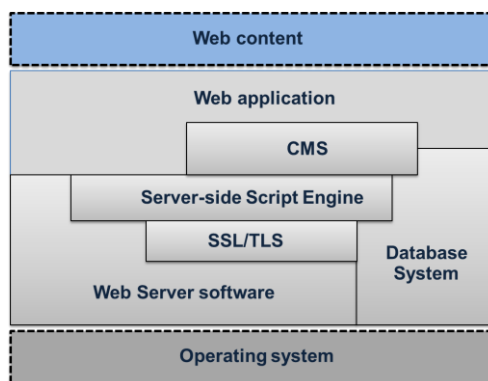 Web content
Web application
CMS
Server-side Script Engine
SSL/TLS
Database
System
Web Server software
Operating system